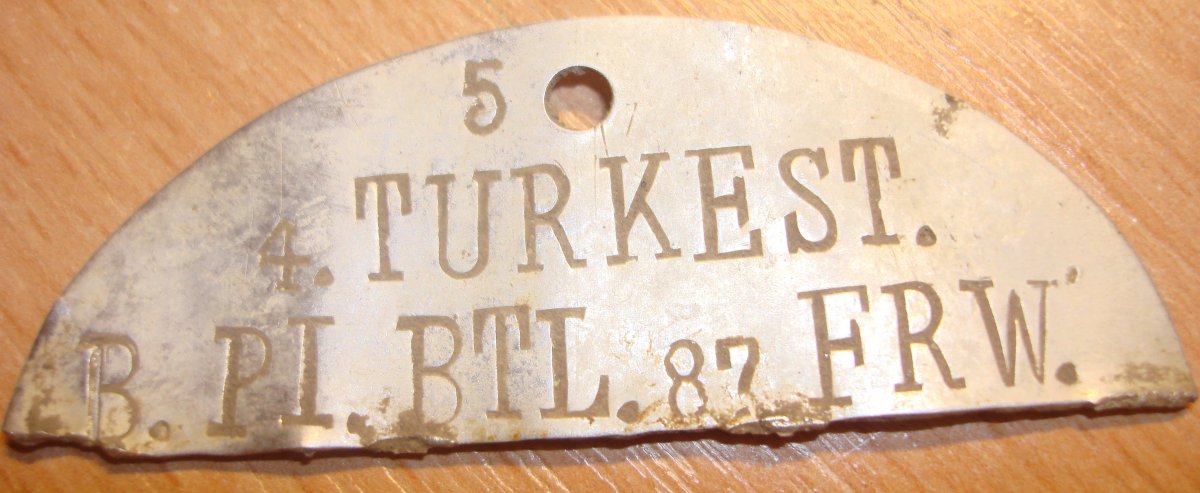 5
4. TURKEST.
B. PI. BTL. 87 FRW.